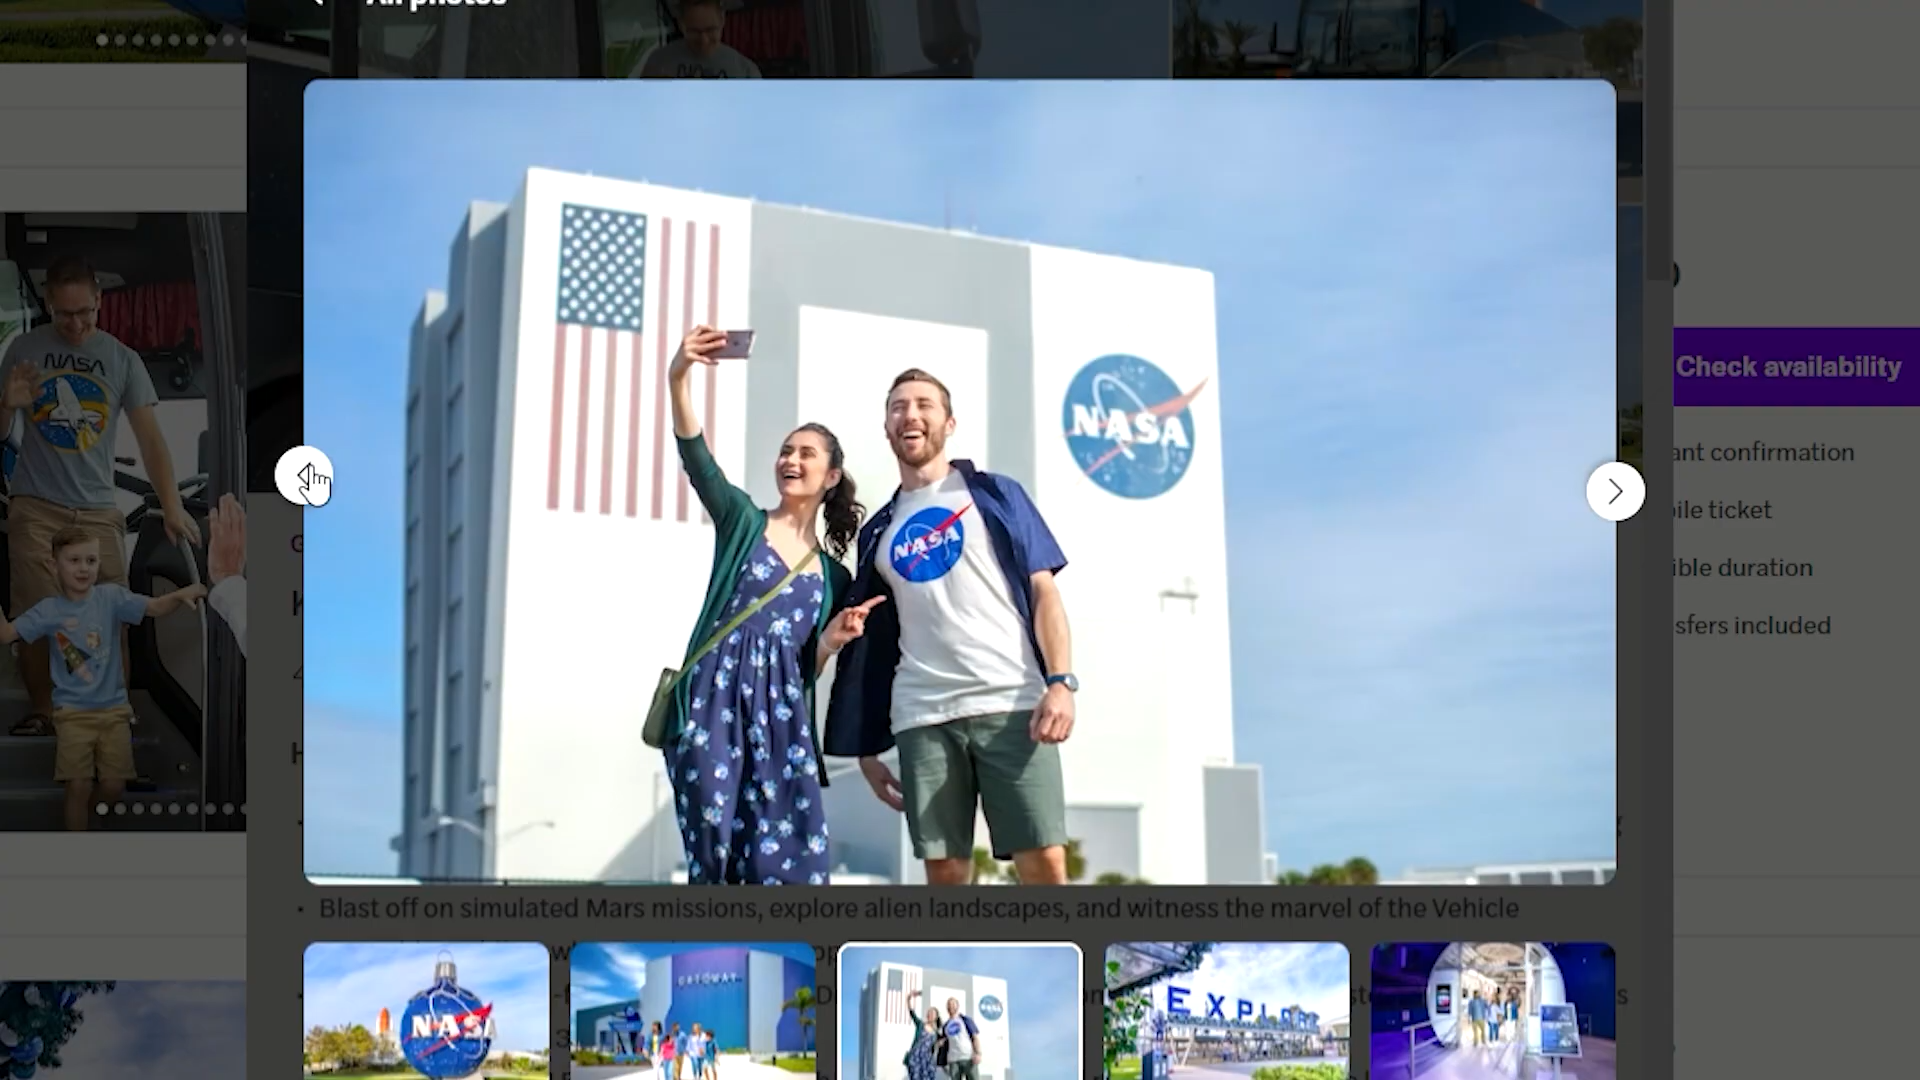 All photos
NASA
NASA
NASA
Check availability
ant confirmation
ile ticket
ible duration
sfers included
Blast off on simulated Mars missions, explore alien landscapes, and witness the marvel of the Vehicle
NASA
GATEWAY
EXPLORE